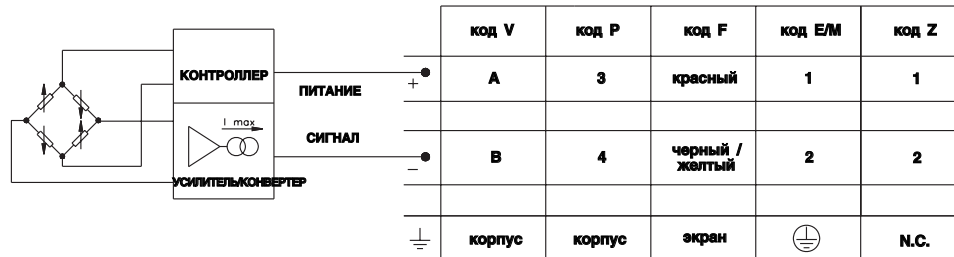 код V код P код F код E/M код Z
КОНТРОЛЛЕР
ПИТАНИЕ
+ A 3 красный 1 1
I max
СИГНАЛ
− B 4 черный / желтый 2 2
УСИЛИТЕЛЬ/КОНВЕРТЕР
корпус корпус экран N.C.